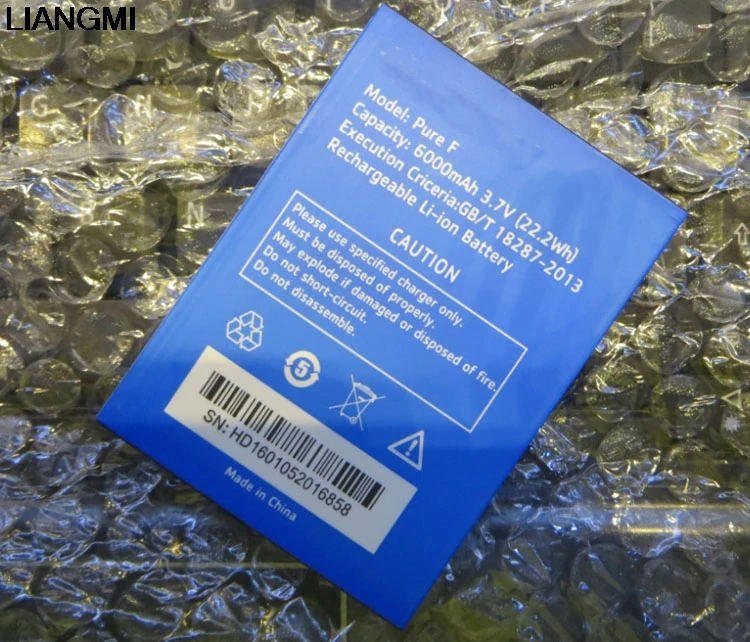 LIANGMI
Model: Pure F
Capacity: 6000mAh 3.7V (22.2Wh)
Execution Criceria:GB/T 18287-2013
Rechargeable Li-ion Battery
CAUTION
Please use specified charger only.
Must be disposed of properly.
May explode if damaged or disposed of fire.
Do not short-circuit.
Do not disassemble.
5
SN: HD1601052016858
Made in China
G
H
B
N